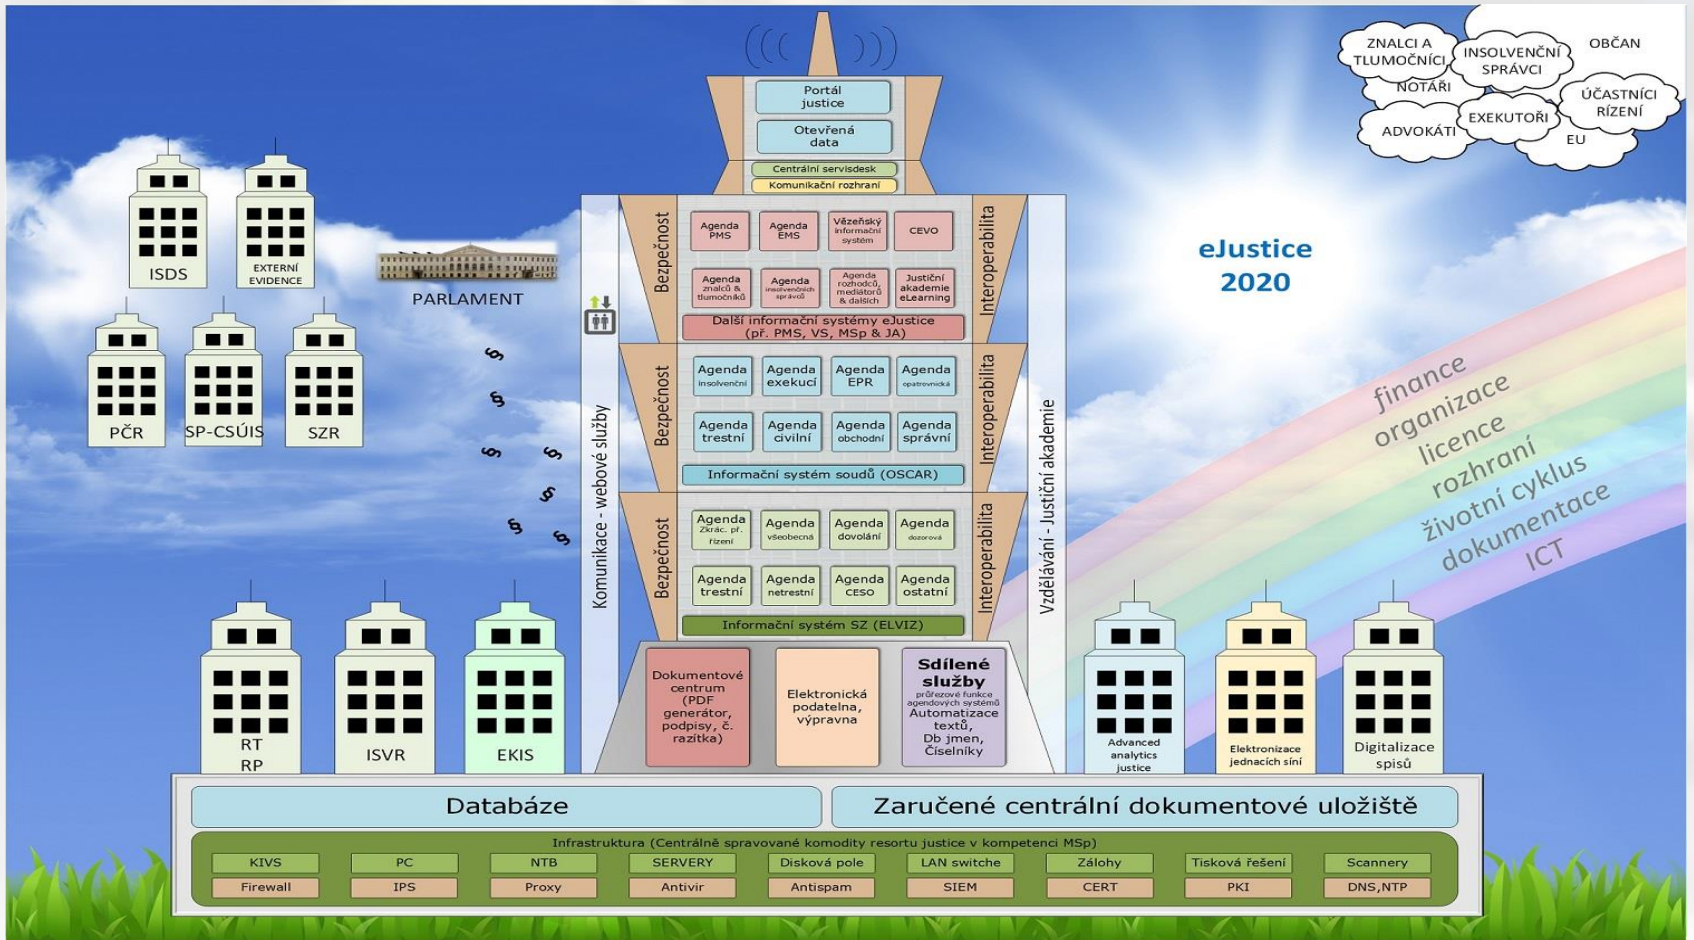 ZNALCI A
TLUMOČNÍCI
INSOLVENČNÍ
SPRÁVCI
OBČAN
NOTÁŘI
ÚČASTNÍCI
ŘÍZENÍ
ADVOKÁTI
EXEKUTOŘI
EU
Portál
justice
Otevřená
data
Centrální servisdesk
Komunikační rozhraní
ISDS
EXTERNÍ
EVIDENCE
PARLAMENT
PČR
SP-CSÚIS
SZR
eJustice
2020
Komunikace - webové služby
Vzdělávání - Justiční akademie
Bezpečnost
Interoperabilita
Agenda
PMS
Agenda
EMS
Vězeňský
informační
systém
CEVO
Agenda
znalců &
tlumočníků
Agenda
insolvenčních
správců
Agenda
rozhodců,
mediátorů
& dalších
Justiční
akademie
eLearning
Další informační systémy eJustice
(př. PMS, VS, MSp & JA)
Bezpečnost
Interoperabilita
Agenda
insolvenční
Agenda
exekucí
Agenda
EPR
Agenda
opatrovnická
Agenda
trestní
Agenda
civilní
Agenda
obchodní
Agenda
správní
Informační systém soudů (OSCAR)
Bezpečnost
Interoperabilita
Agenda
Zkrác. př.
řízení
Agenda
všeobecná
Agenda
dovolání
Agenda
dozorová
Agenda
trestní
Agenda
netrestní
Agenda
CESO
Agenda
ostatní
Informační systém SZ (ELVIZ)
§
§
§
§
§
§
§
finance
organizace
licence
rozhraní
životní cyklus
dokumentace
ICT
Dokumentové
centrum
(PDF
generátor,
podpisy, č.
razítka)
Elektronická
podatelna,
výpravna
Sdílené
služby
průřezové funkce
agendových systémů
Automatizace
textů,
Db jmen,
Číselníky
RT
RP
ISVR
EKIS
Advanced
analytics
justice
Elektronizace
jednacích síní
Digitalizace
spisů
Databáze
Zaručené centrální dokumentové uložiště
Infrastruktura (Centrálně spravované komodity resortu justice v kompetenci MSp)
KIVS
PC
NTB
SERVERY
Disková pole
LAN switche
Zálohy
Tisková řešení
Scannery
Firewall
IPS
Proxy
Antivir
Antispam
SIEM
CERT
PKI
DNS,NTP